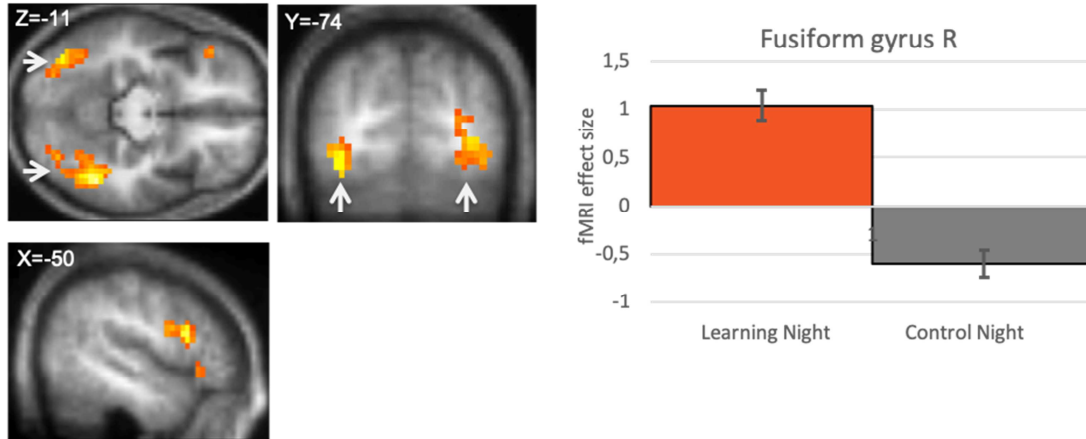 Z=-11
Y=-74
X=-50
Fusiform gyrus R
fMRI effect size
1,5
1
0,5
0
-0,5
-1
1
Learning Night
Control Night